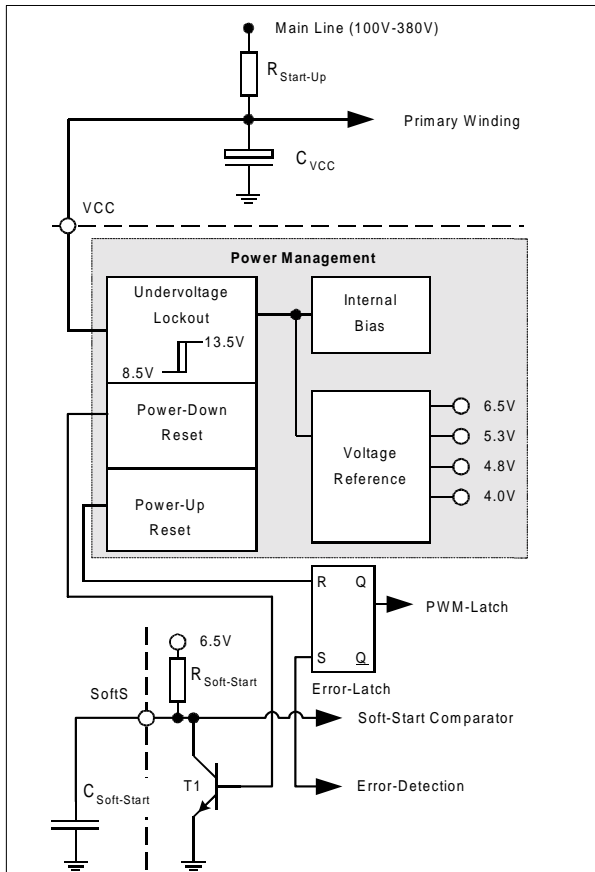 Main Line (100V-380V)
R Start-Up
Primary Winding
C VCC
VCC
Power Management
Undervoltage
Lockout
13.5V
8.5V
Internal
Bias
Power-Down
Reset
6.5V
5.3V
Voltage
Reference
4.8V
4.0V
Power-Up
Reset
R Q
PWM-Latch
S Q
Error-Latch
6.5V
R Soft-Start
SoftS
Soft-Start Comparator
T1
Error-Detection
C Soft-Start